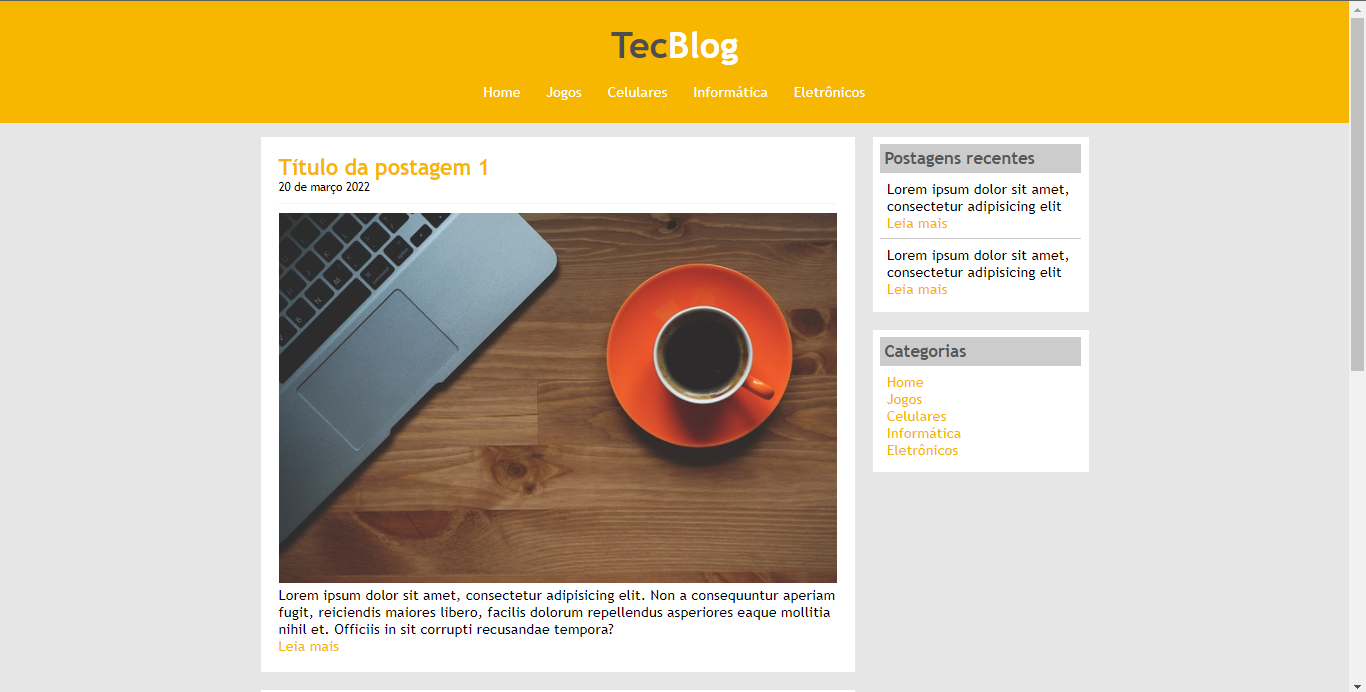 TecBlog
Home Jogos Celulares Informática Eletrônicos
Título da postagem 1
20 de março 2022
Lorem ipsum dolor sit amet, consectetur adipisicing elit. Non a consequuntur aperiam
fugit, reiciendis maiores libero, facilis dolorum repellendus asperiores eaque mollitia
nihil et. Officiis in sit corrupti recusandae tempora?
Leia mais
Postagens recentes
Lorem ipsum dolor sit amet,
consectetur adipisicing elit
Leia mais
Lorem ipsum dolor sit amet,
consectetur adipisicing elit
Leia mais
Categorias
Home
Jogos
Celulares
Informática
Eletrônicos